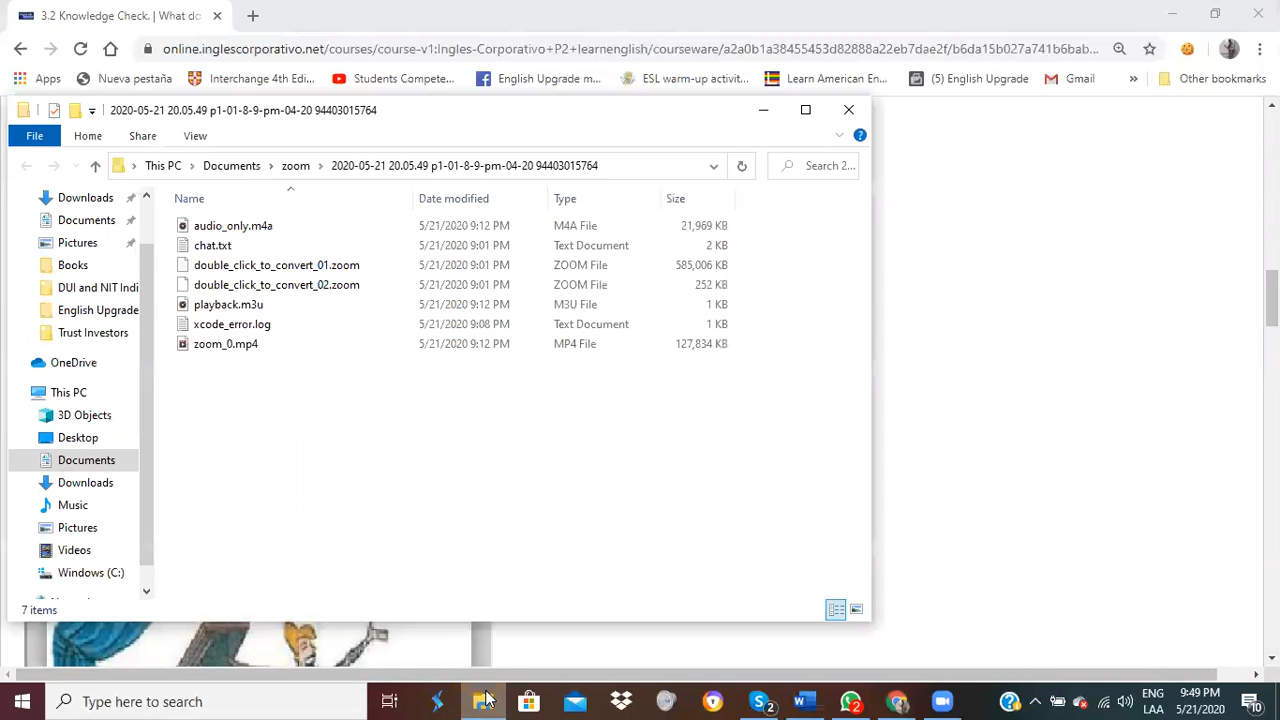 3.2 Knowledge Check. | What do
online.inglescorporativo.net/courses/course-v1:Ingles-Corporativo+P2+learnenglish/courseware/a2a0b1a38455453d82888a22eb7dae2f/b6da15b027a741b6bab...
Apps Nueva pestaña Interchange 4th Edi... Students Compete... English Upgrade m... ESL warm-up activit... Learn American En... (5) English Upgrade Gmail » Other bookmarks
2020-05-21 20.05.49 p1-01-8-9-pm-04-20 94403015764
File Home Share View
This PC > Documents > zoom > 2020-05-21 20.05.49 p1-01-8-9-pm-04-20 94403015764 Search 2...
Name Date modified Type Size
Downloads
Documents
Pictures
Books
DUI and NIT Indi
English Upgrade
Trust Investors
OneDrive
This PC
3D Objects
Desktop
Documents
Downloads
Music
Pictures
Videos
Windows (C:)
audio_only.m4a 5/21/2020 9:12 PM M4A File 21,969 KB
chat.txt 5/21/2020 9:01 PM Text Document 2 KB
double_click_to_convert_01.zoom 5/21/2020 9:01 PM ZOOM File 585,006 KB
double_click_to_convert_02.zoom 5/21/2020 9:01 PM ZOOM File 252 KB
playback.m3u 5/21/2020 9:12 PM M3U File 1 KB
xcode_error.log 5/21/2020 9:08 PM Text Document 1 KB
zoom_0.mp4 5/21/2020 9:12 PM MP4 File 127,834 KB
7 items
Type here to search
2
2
ENG
LAA
9:49 PM
5/21/2020
10